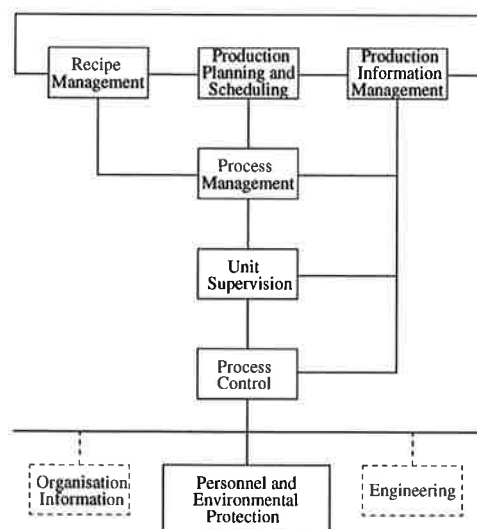 Recipe
Management
Production
Planning and
Scheduling
Production
Information
Management
Process
Management
Unit
Supervision
Process
Control
Organisation
Information
Personnel and
Environmental
Protection
Engineering